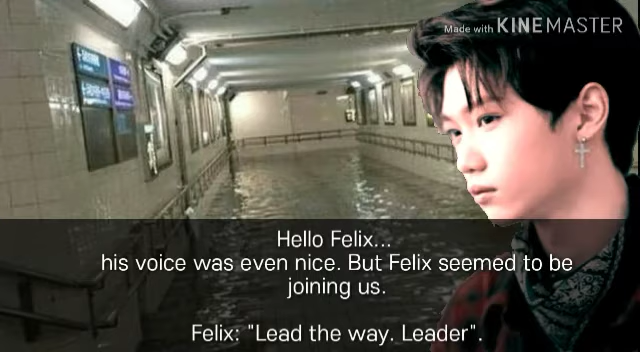 Made with KINEMASTER
Hello Felix...
his voice was even nice. But Felix seemed to be
joining us.
Felix: "Lead the way. Leader".